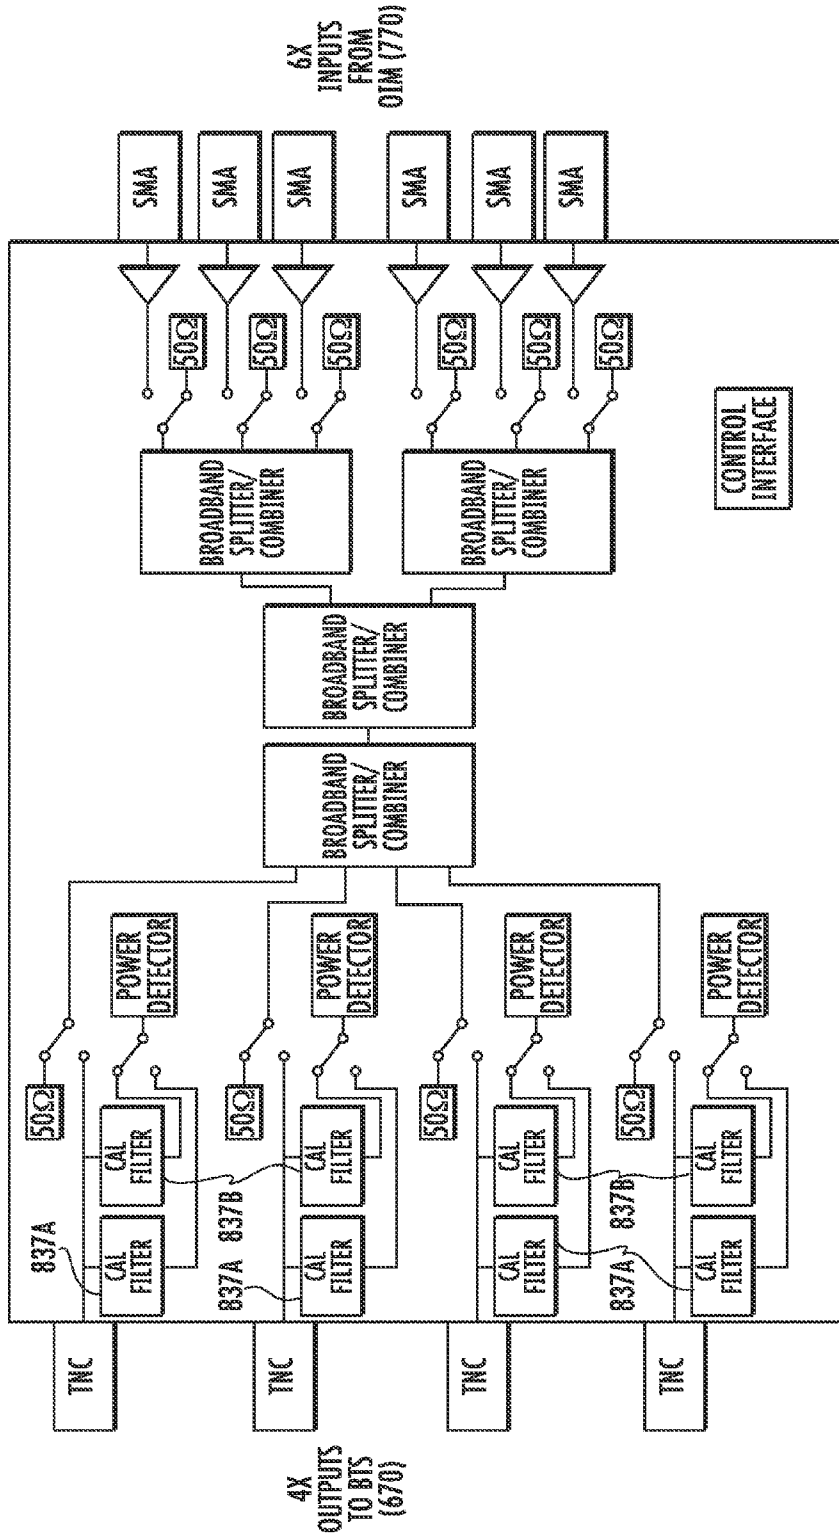 4X
OUTPUTS
TO BTS
(670)
TNC
837A
CAL
FILTER
CAL
FILTER
50Ω
POWER
DETECTOR
TNC
837A
837B
CAL
FILTER
CAL
FILTER
50Ω
POWER
DETECTOR
TNC
CAL
FILTER
CAL
FILTER
50Ω
POWER
DETECTOR
TNC
837A
837B
CAL
FILTER
CAL
FILTER
50Ω
POWER
DETECTOR
BROADBAND
SPLITTER/
COMBINER
BROADBAND
SPLITTER/
COMBINER
BROADBAND
SPLITTER/
COMBINER
BROADBAND
SPLITTER/
COMBINER
50Ω
50Ω
50Ω
50Ω
50Ω
50Ω
SMA
SMA
SMA
SMA
SMA
SMA
6X
INPUTS
FROM
OIM (770)
CONTROL
INTERFACE